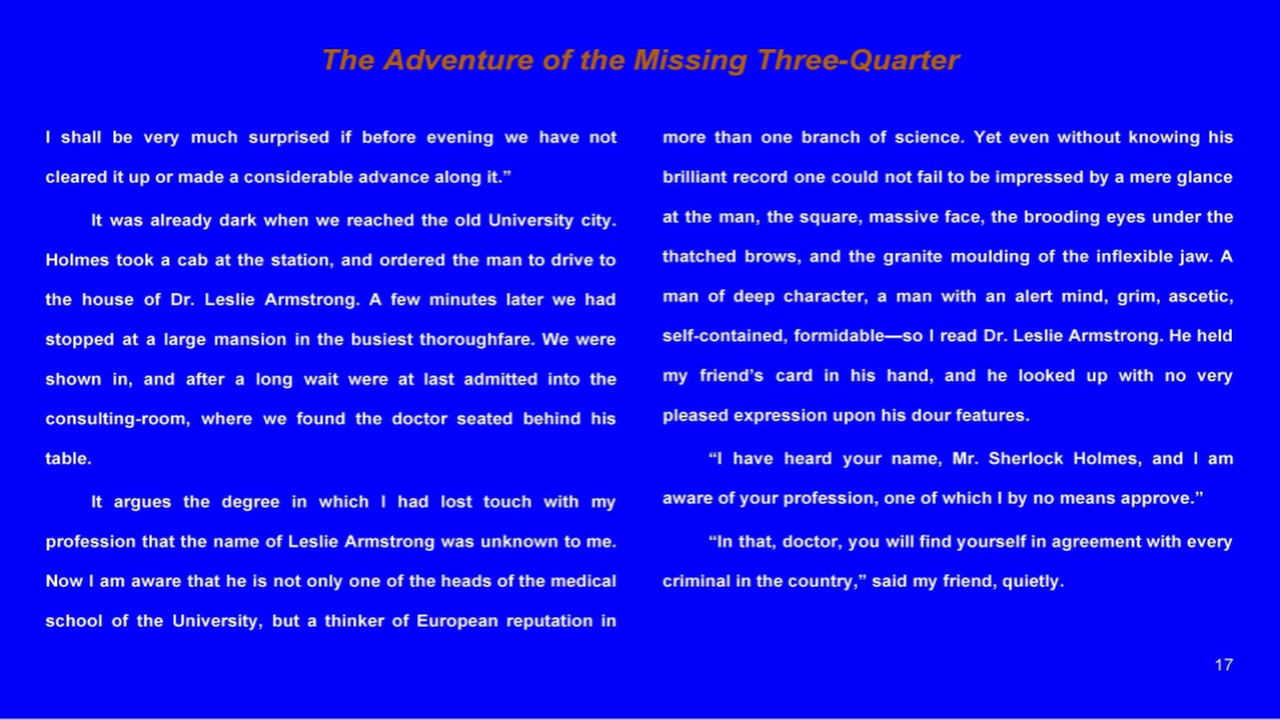 The Adventure of the Missing Three-Quarter
I shall be very much surprised if before evening we have not
cleared it up or made a considerable advance along it.”
It was already dark when we reached the old University city.
Holmes took a cab at the station, and ordered the man to drive to
the house of Dr. Leslie Armstrong. A few minutes later we had
stopped at a large mansion in the busiest thoroughfare. We were
shown in, and after a long wait were at last admitted into the
consulting-room, where we found the doctor seated behind his
table.
It argues the degree in which I had lost touch with my
profession that the name of Leslie Armstrong was unknown to me.
Now I am aware that he is not only one of the heads of the medical
school of the University, but a thinker of European reputation in
more than one branch of science. Yet even without knowing his
brilliant record one could not fail to be impressed by a mere glance
at the man, the square, massive face, the brooding eyes under the
thatched brows, and the granite moulding of the inflexible jaw. A
man of deep character, a man with an alert mind, grim, ascetic,
self-contained, formidable—so I read Dr. Leslie Armstrong. He held
my friend’s card in his hand, and he looked up with no very
pleased expression upon his dour features.
“I have heard your name, Mr. Sherlock Holmes, and I am
aware of your profession, one of which I by no means approve.”
“In that, doctor, you will find yourself in agreement with every
criminal in the country,” said my friend, quietly.
17